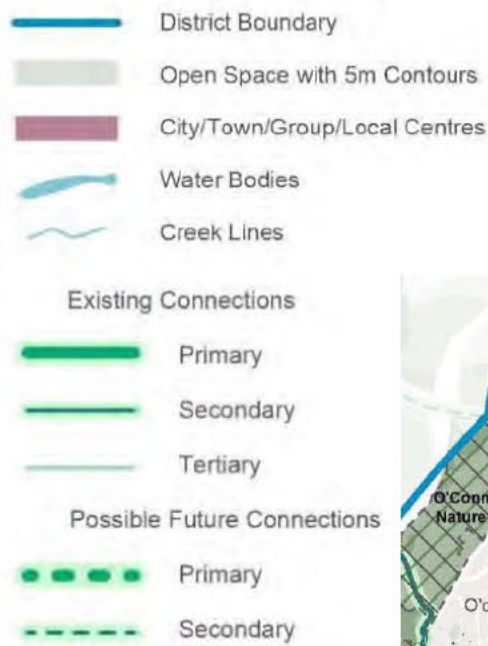 District Boundary
Open Space with 5m Contours
City/Town/Group/Local Centres
Water Bodies
Creek Lines
Existing Connections
Primary
Secondary
Tertiary
Possible Future Connections
Primary
Secondary
Nature